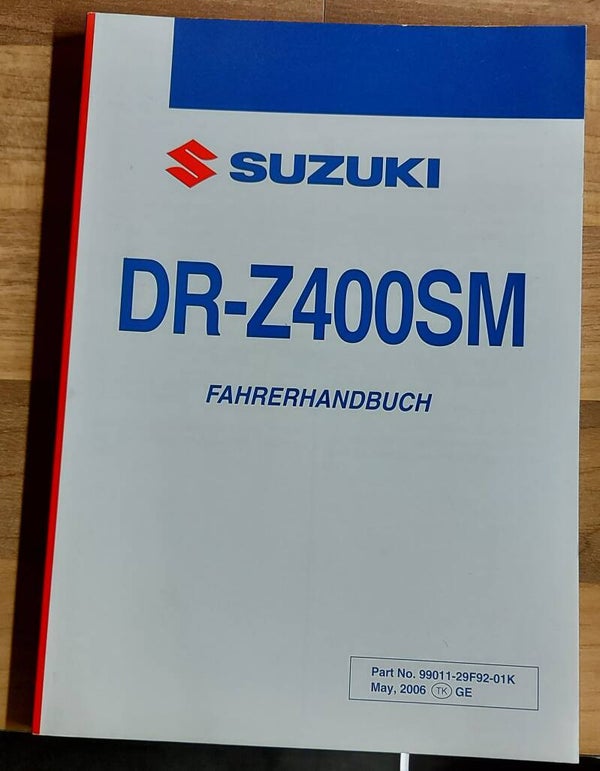 SUZUKI
DR-Z400SM
FAHRERHANDBUCH
Part No. 99011-29F92-01K
May, 2006 TK GE